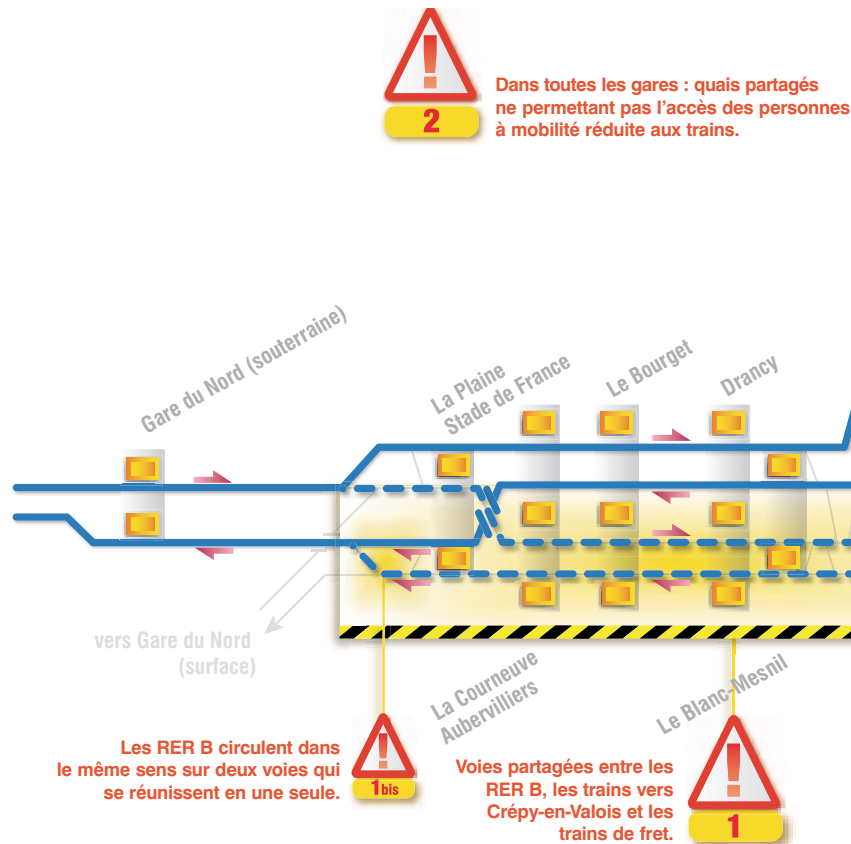 2
Dans toutes les gares : quais partagés
ne permettant pas l’accès des personnes
à mobilité réduite aux trains.
Gare du Nord (souterraine)
La Plaine
Stade de France
Le Bourget
Drancy
vers Gare du Nord
(surface)
La Courneuve
Aubervilliers
Le Blanc-Mesnil
Les RER B circulent dans
le même sens sur deux voies qui
se réunissent en une seule.
1bis
Voies partagées entre les
RER B, les trains vers
Crépy-en-Valois et les
trains de fret.
1